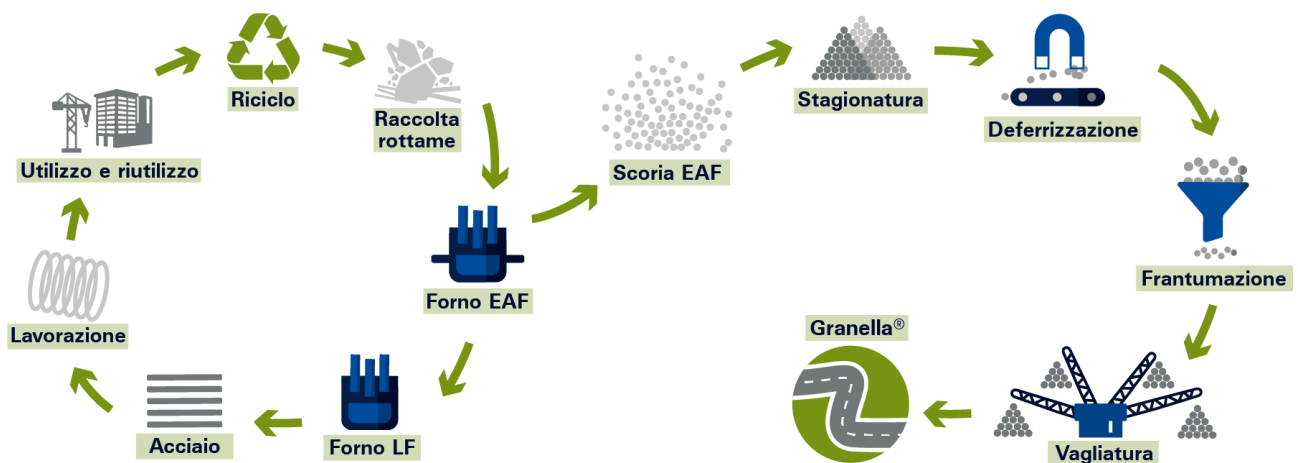 Riciclo
Raccolta
rottame
Utilizzo e riutilizzo
Lavorazione
Acciaio
Forno LF
Forno EAF
Scoria EAF
Stagionatura
Deferrizzazione
Frantumazione
Vagliatura
Granella®